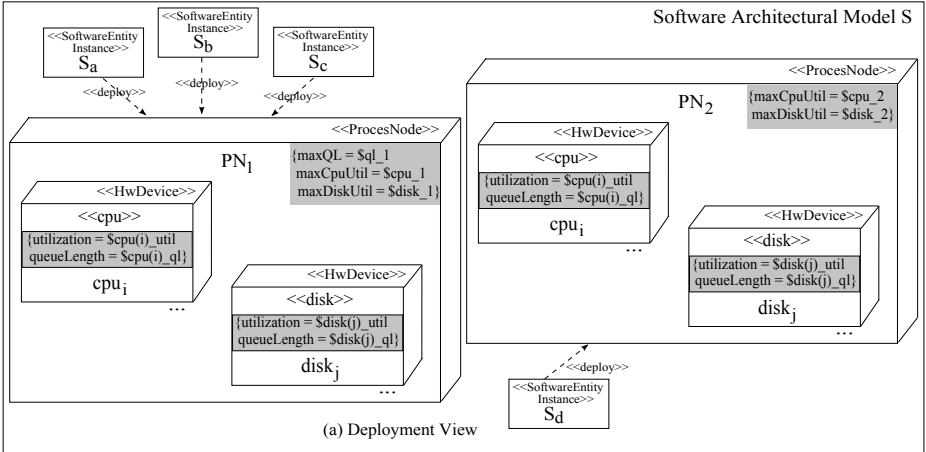 Software Architectural Model S
<<SoftwareEntity
Instance>>
S_a
<<SoftwareEntity
Instance>>
S_b
<<SoftwareEntity
Instance>>
S_c
<<deploy>>
<<deploy>>
<<deploy>>
<<ProcesNode>>
PN_1
{maxQL = $ql_1
maxCpuUtil = $cpu_1
maxDiskUtil = $disk_1}
<<HwDevice>>
<<cpu>>
{utilization = $cpu(i)_util
queueLength = $cpu(i)_ql}
cpu_i
...
<<HwDevice>>
<<disk>>
{utilization = $disk(j)_util
queueLength = $disk(j)_ql}
disk_j
...
<<ProcesNode>>
PN_2
{maxCpuUtil = $cpu_2
maxDiskUtil = $disk_2}
<<HwDevice>>
<<cpu>>
{utilization = $cpu(i)_util
queueLength = $cpu(i)_ql}
cpu_i
...
<<HwDevice>>
<<disk>>
{utilization = $disk(j)_util
queueLength = $disk(j)_ql}
disk_j
...
<<deploy>>
<<SoftwareEntity
Instance>>
S_d
(a) Deployment View